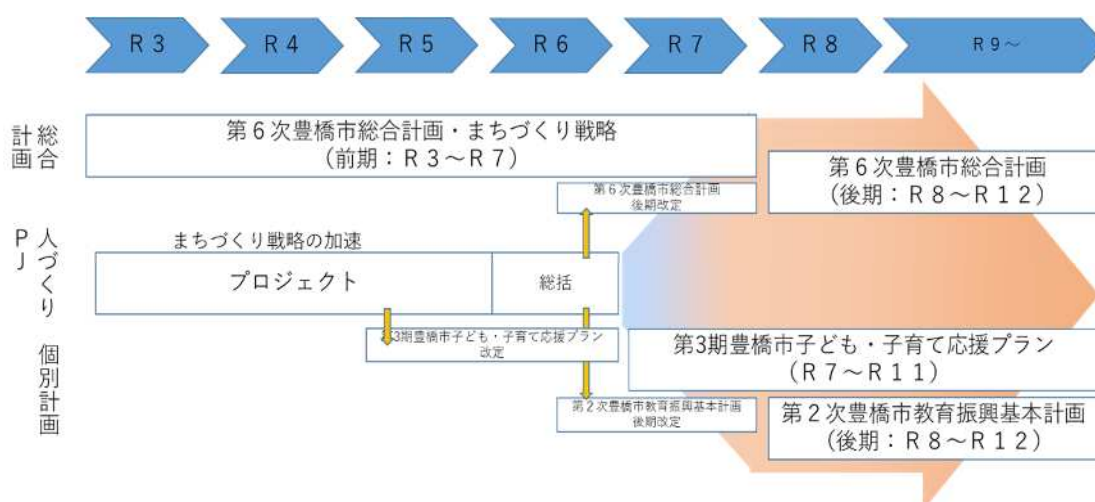 R3
R4
R5
R6
R7
R8
R9～
総合計画
第6次豊橋市総合計画・まちづくり戦略
(前期：R3～R7)
第6次豊橋市総合計画
(後期：R8～R12)
第6次豊橋市総合計画
後期改定
人づくりPJ
まちづくり戦略の加速
プロジェクト
総括
個別計画
第3期豊橋市子ども・子育て応援プラン
改定
第3期豊橋市子ども・子育て応援プラン
(R7～R11)
第2次豊橋市教育振興基本計画
後期改定
第2次豊橋市教育振興基本計画
(後期：R8～R12)